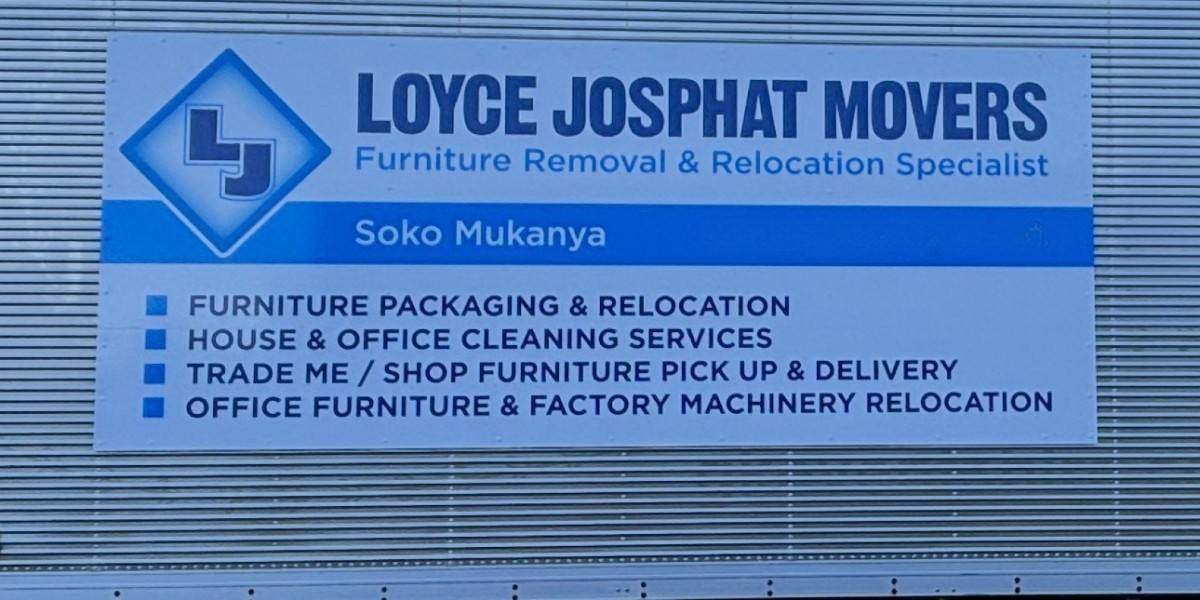 LJ
LOYCE JOSPHAT MOVERS
Furniture Removal & Relocation Specialist
Soko Mukanya
FURNITURE PACKAGING & RELOCATION
HOUSE & OFFICE CLEANING SERVICES
TRADE ME / SHOP FURNITURE PICK UP & DELIVERY
OFFICE FURNITURE & FACTORY MACHINERY RELOCATION